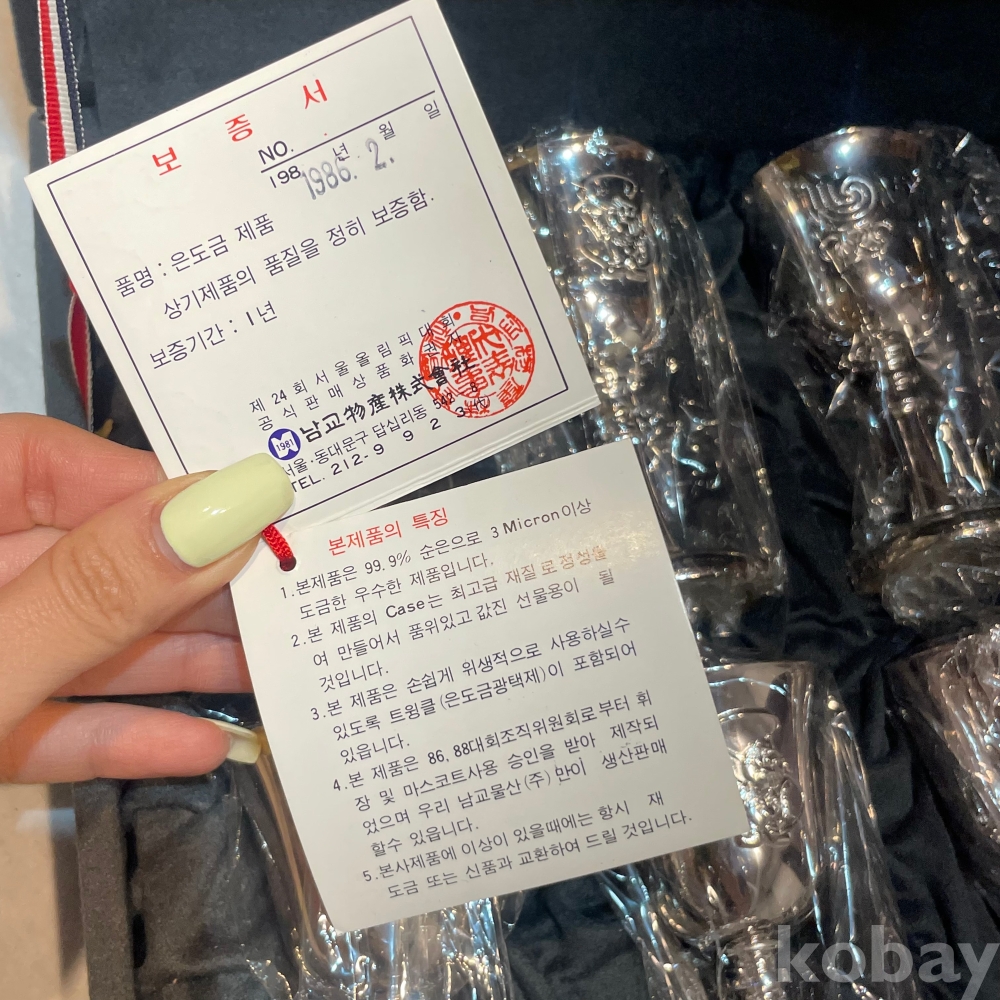 보 증 서
NO.
198 년 월 일
1986. 2.
품명 : 은도금 제품
상기제품의 품질을 정히 보증함.
보증기간 : 1년
제 24 회 서울올림픽대회
공식판매상품화권자
1981 남교物産株式會社
서울·동대문구 답십리동
TEL. 212-9 9 2 3
본제품의 특징
1. 본제품은 99.9% 순은으로 3 Micron이상
도금한 우수한 제품입니다.
2. 본 제품의 Case는 최고급 재질로 정성들
여 만들어서 품위있고 값진 선물용이 될
것입니다.
3. 본 제품은 손쉽게 위생적으로 사용하실수
있도록 트윙클 (은도금광택제)이 포함되어
있읍니다.
4. 본 제품은 86, 88대회조직위원회로부터 휘
장 및 마스코트사용 승인을 받아 제작되
었으며 우리 남교물산(주)만이 생산판매
할수 있읍니다.
5. 본사제품에 이상이 있을때에는 항시 재
도금 또는 신품과 교환하여 드릴 것입니다.
kobay